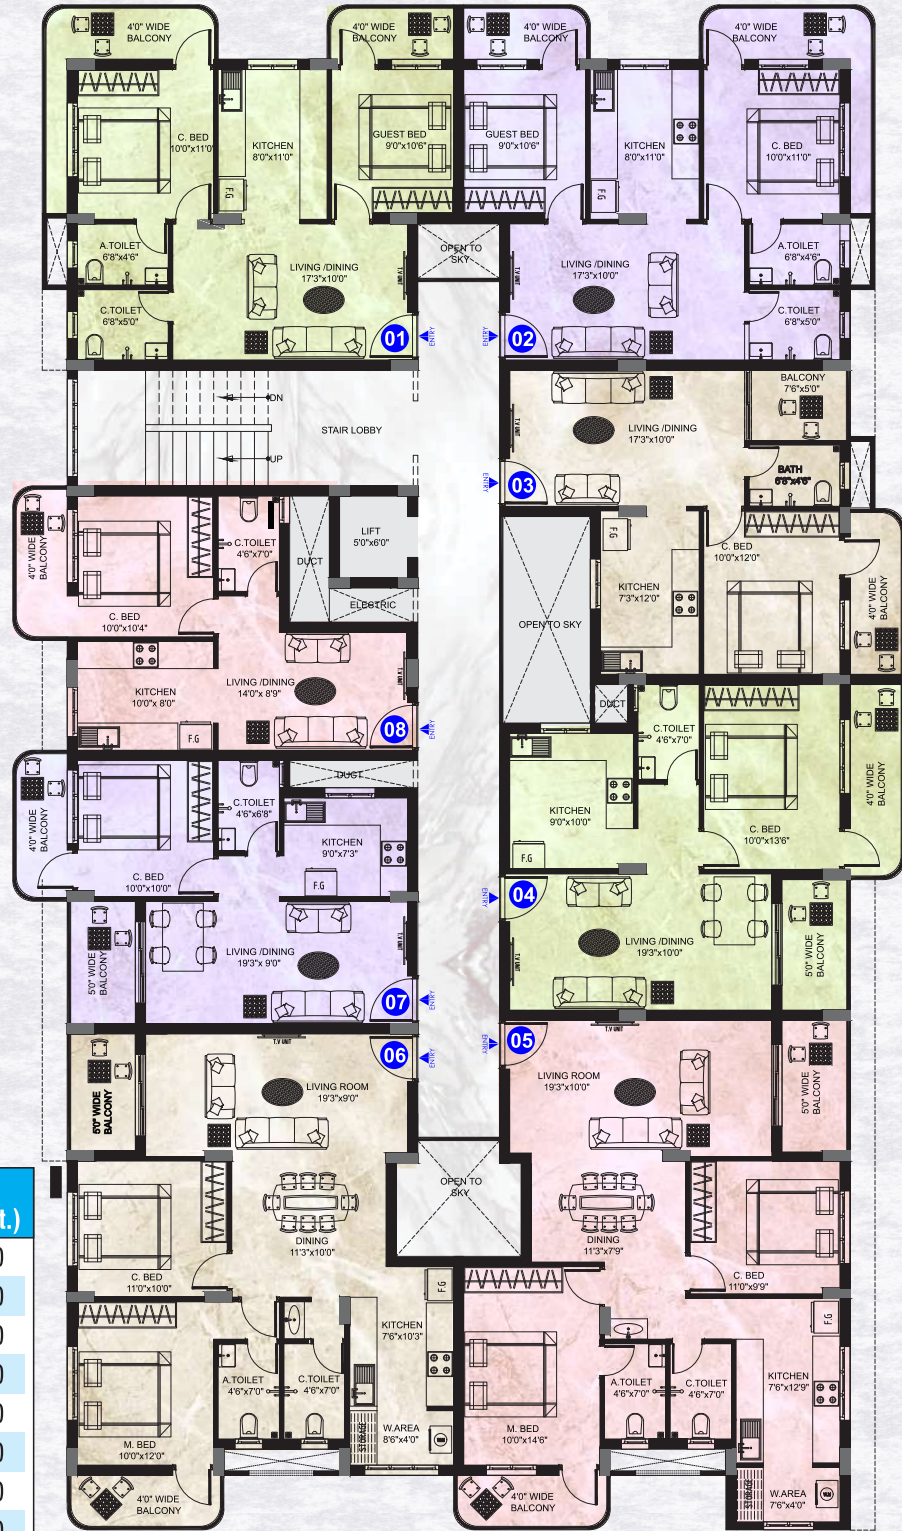 4'0" WIDE
BALCONY
4'0" WIDE
BALCONY
4'0" WIDE
BALCONY
4'0" WIDE
BALCONY
C. BED
10'0"x11'0"
KITCHEN
8'0"x11'0"
GUEST BED
9'0"x10'6"
GUEST BED
9'0"x10'6"
KITCHEN
8'0"x11'0"
C. BED
10'0"x11'0"
F.G
F.G
A.TOILET
6'8"x4'6"
OPEN TO
SKY
A.TOILET
6'8"x4'6"
LIVING /DINING
17'3"x10'0"
T.V UNIT
T.V UNIT
LIVING /DINING
17'3"x10'0"
C.TOILET
6'8"x5'0"
C.TOILET
6'8"x5'0"
01
ENTRY
ENTRY
02
DN
UP
STAIR LOBBY
LIVING /DINING
17'3"x10'0"
T.V UNIT
BALCONY
7'6"x5'0"
BATH
6'8"x4'6"
ENTRY
03
4'0" WIDE
BALCONY
C.TOILET
4'6"x7'0"
DUCT
LIFT
5'0"x6'0"
ELECTRIC
C. BED
10'0"x10'4"
OPEN TO SKY
F.G
KITCHEN
7'3"x12'0"
C. BED
10'0"x12'0"
4'0" WIDE
BALCONY
KITCHEN
10'0"x 8'0"
F.G
LIVING /DINING
14'0"x 8'9"
T.V UNIT
08
ENTRY
DUCT
C.TOILET
4'6"x7'0"
4'0" WIDE
BALCONY
C.TOILET
4'6"x6'8"
DUCT
KITCHEN
9'0"x7'3"
F.G
C. BED
10'0"x10'0"
KITCHEN
9'0"x10'0"
F.G
C. BED
10'0"x13'6"
4'0" WIDE
BALCONY
5'0" WIDE
BALCONY
LIVING /DINING
19'3"x 9'0"
T.V UNIT
07
ENTRY
ENTRY
04
T.V UNIT
LIVING /DINING
19'3"x10'0"
5'0" WIDE
BALCONY
5'0" WIDE
BALCONY
T.V UNIT
06
ENTRY
LIVING ROOM
19'3"x9'0"
ENTRY
05
T.V UNIT
LIVING ROOM
19'3"x10'0"
5'0" WIDE
BALCONY
t.)
0
0
0
0
0
0
0
0
OPEN TO
SKY
DINING
11'3"x10'0"
C. BED
11'0"x10'0"
DINING
11'3"x7'9"
C. BED
11'0"x9'9"
F.G
KITCHEN
7'6"x10'3"
A.TOILET
4'6"x7'0"
C.TOILET
4'6"x7'0"
M. BED
10'0"x12'0"
STORAGE
W.AREA
8'6"x4'0"
4'0" WIDE
BALCONY
F.G
KITCHEN
7'6"x12'9"
A.TOILET
4'6"x7'0"
C.TOILET
4'6"x7'0"
M. BED
10'0"x14'6"
STORAGE
W.AREA
7'6"x4'0"
4'0" WIDE
BALCONY